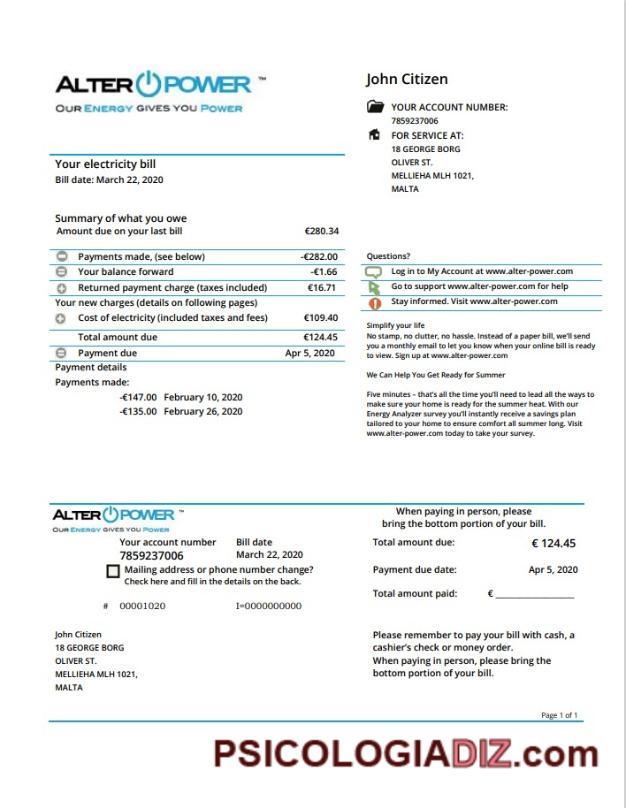 ALTER POWER ™
OUR ENERGY GIVES YOU POWER
John Citizen
YOUR ACCOUNT NUMBER:
7859237006
FOR SERVICE AT:
18 GEORGE BORG
OLIVER ST.
MELLIEHA MLH 1021,
MALTA
Your electricity bill
Bill date: March 22, 2020
Summary of what you owe
Amount due on your last bill €280.34
Payments made, (see below) -€282.00
Your balance forward -€1.66
Returned payment charge (taxes included) €16.71
Your new charges (details on following pages)
Cost of electricity (included taxes and fees) €109.40
Total amount due €124.45
Payment due Apr 5, 2020
Payment details
Payments made:
-€147.00 February 10, 2020
-€135.00 February 26, 2020
Questions?
Log in to My Account at www.alter-power.com
Go to support www.alter-power.com for help
Stay informed. Visit www.alter-power.com
Simplify your life
No stamp, no clutter, no hassle. Instead of a paper bill, we'll send
you a monthly email to let you know when your online bill is ready
to view. Sign up at www.alter-power.com
We Can Help You Get Ready for Summer
Five minutes – that's all the time you'll need to lead all the ways to
make sure your home is ready for the summer heat. With our
Energy Analyzer survey you'll instantly receive a savings plan
tailored to your home to ensure comfort all summer long. Visit
www.alter-power.com today to take your survey.
ALTER POWER ™
OUR ENERGY GIVES YOU POWER
Your account number Bill date
7859237006 March 22, 2020
Mailing address or phone number change?
Check here and fill in the details on the back.
# 00001020 I=0000000000
When paying in person, please
bring the bottom portion of your bill.
Total amount due: € 124.45
Payment due date: Apr 5, 2020
Total amount paid: € ________________
John Citizen
18 GEORGE BORG
OLIVER ST.
MELLIEHA MLH 1021,
MALTA
Please remember to pay your bill with cash, a
cashier's check or money order.
When paying in person, please bring the
bottom portion of your bill.
Page 1 of 1
PSICOLOGIADIZ.com